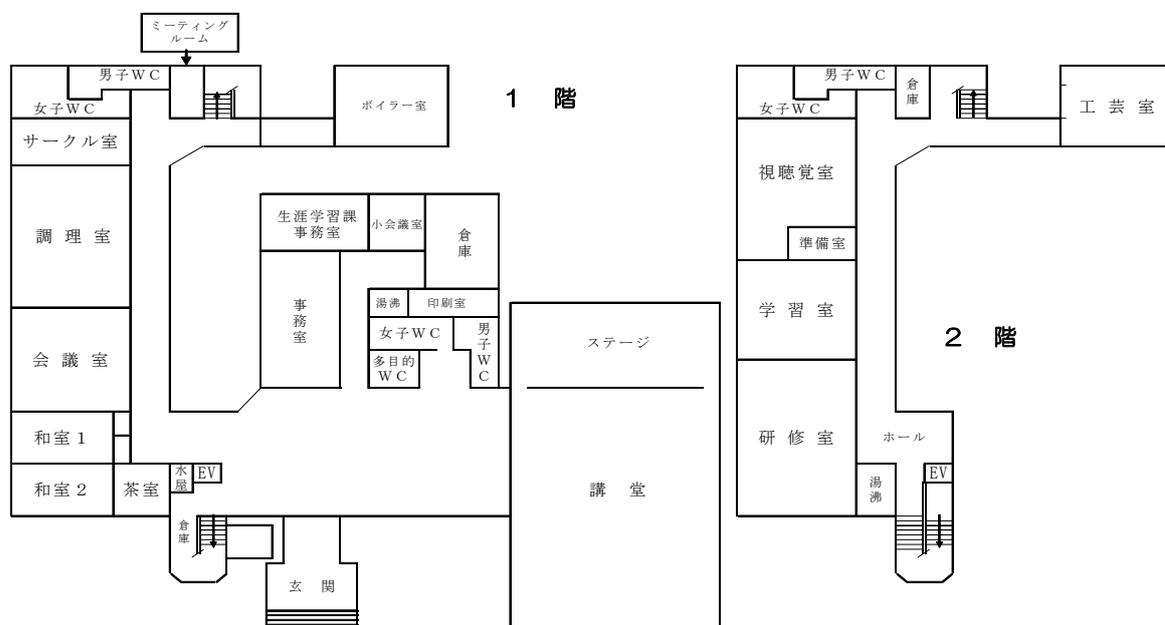 ミーティング
ルーム
男子WC
女子WC
サークル室
調理室
会議室
和室1
和室2
茶室
水屋
EV
倉庫
ボイラー室
1 階
生涯学習課
事務室
小会議室
倉庫
事務室
湯沸
印刷室
女子WC
男子WC
多目的
WC
ステージ
講堂
玄関
男子WC
女子WC
倉庫
工芸室
視聴覚室
準備室
学習室
2 階
研修室
ホール
湯沸
EV